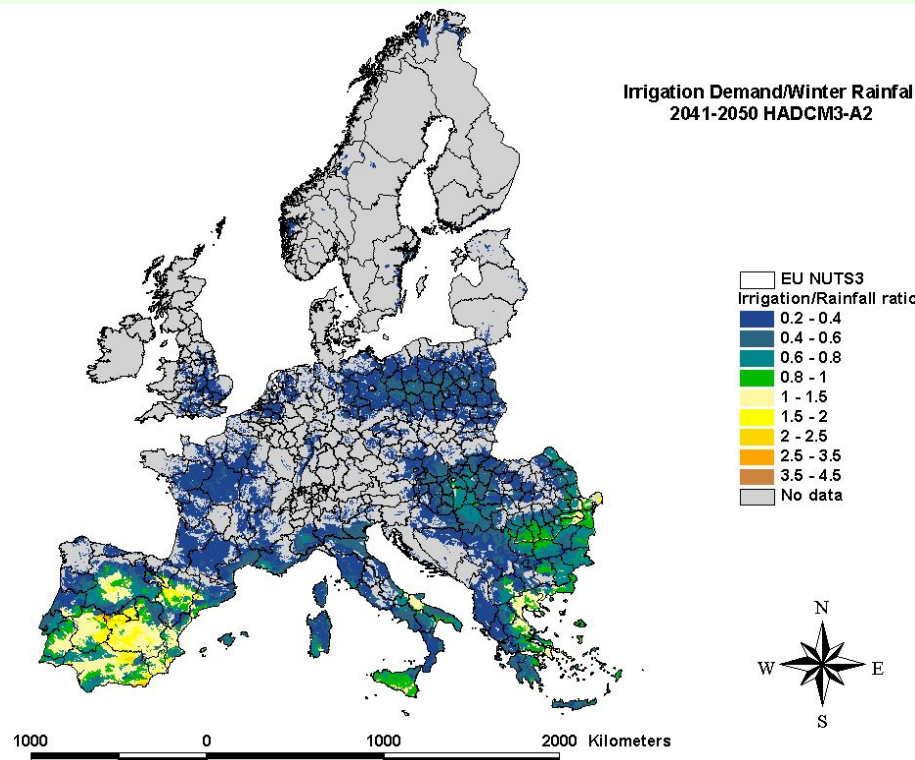 Irrigation Demand/Winter Rainfal
2041-2050 HADCM3-A2
EU NUTS3
Irrigation/Rainfall ratio
0.2 - 0.4
0.4 - 0.6
0.6 - 0.8
0.8 - 1
1 - 1.5
1.5 - 2
2 - 2.5
2.5 - 3.5
3.5 - 4.5
No data
N
W E
S
1000 0 1000 2000 Kilometers